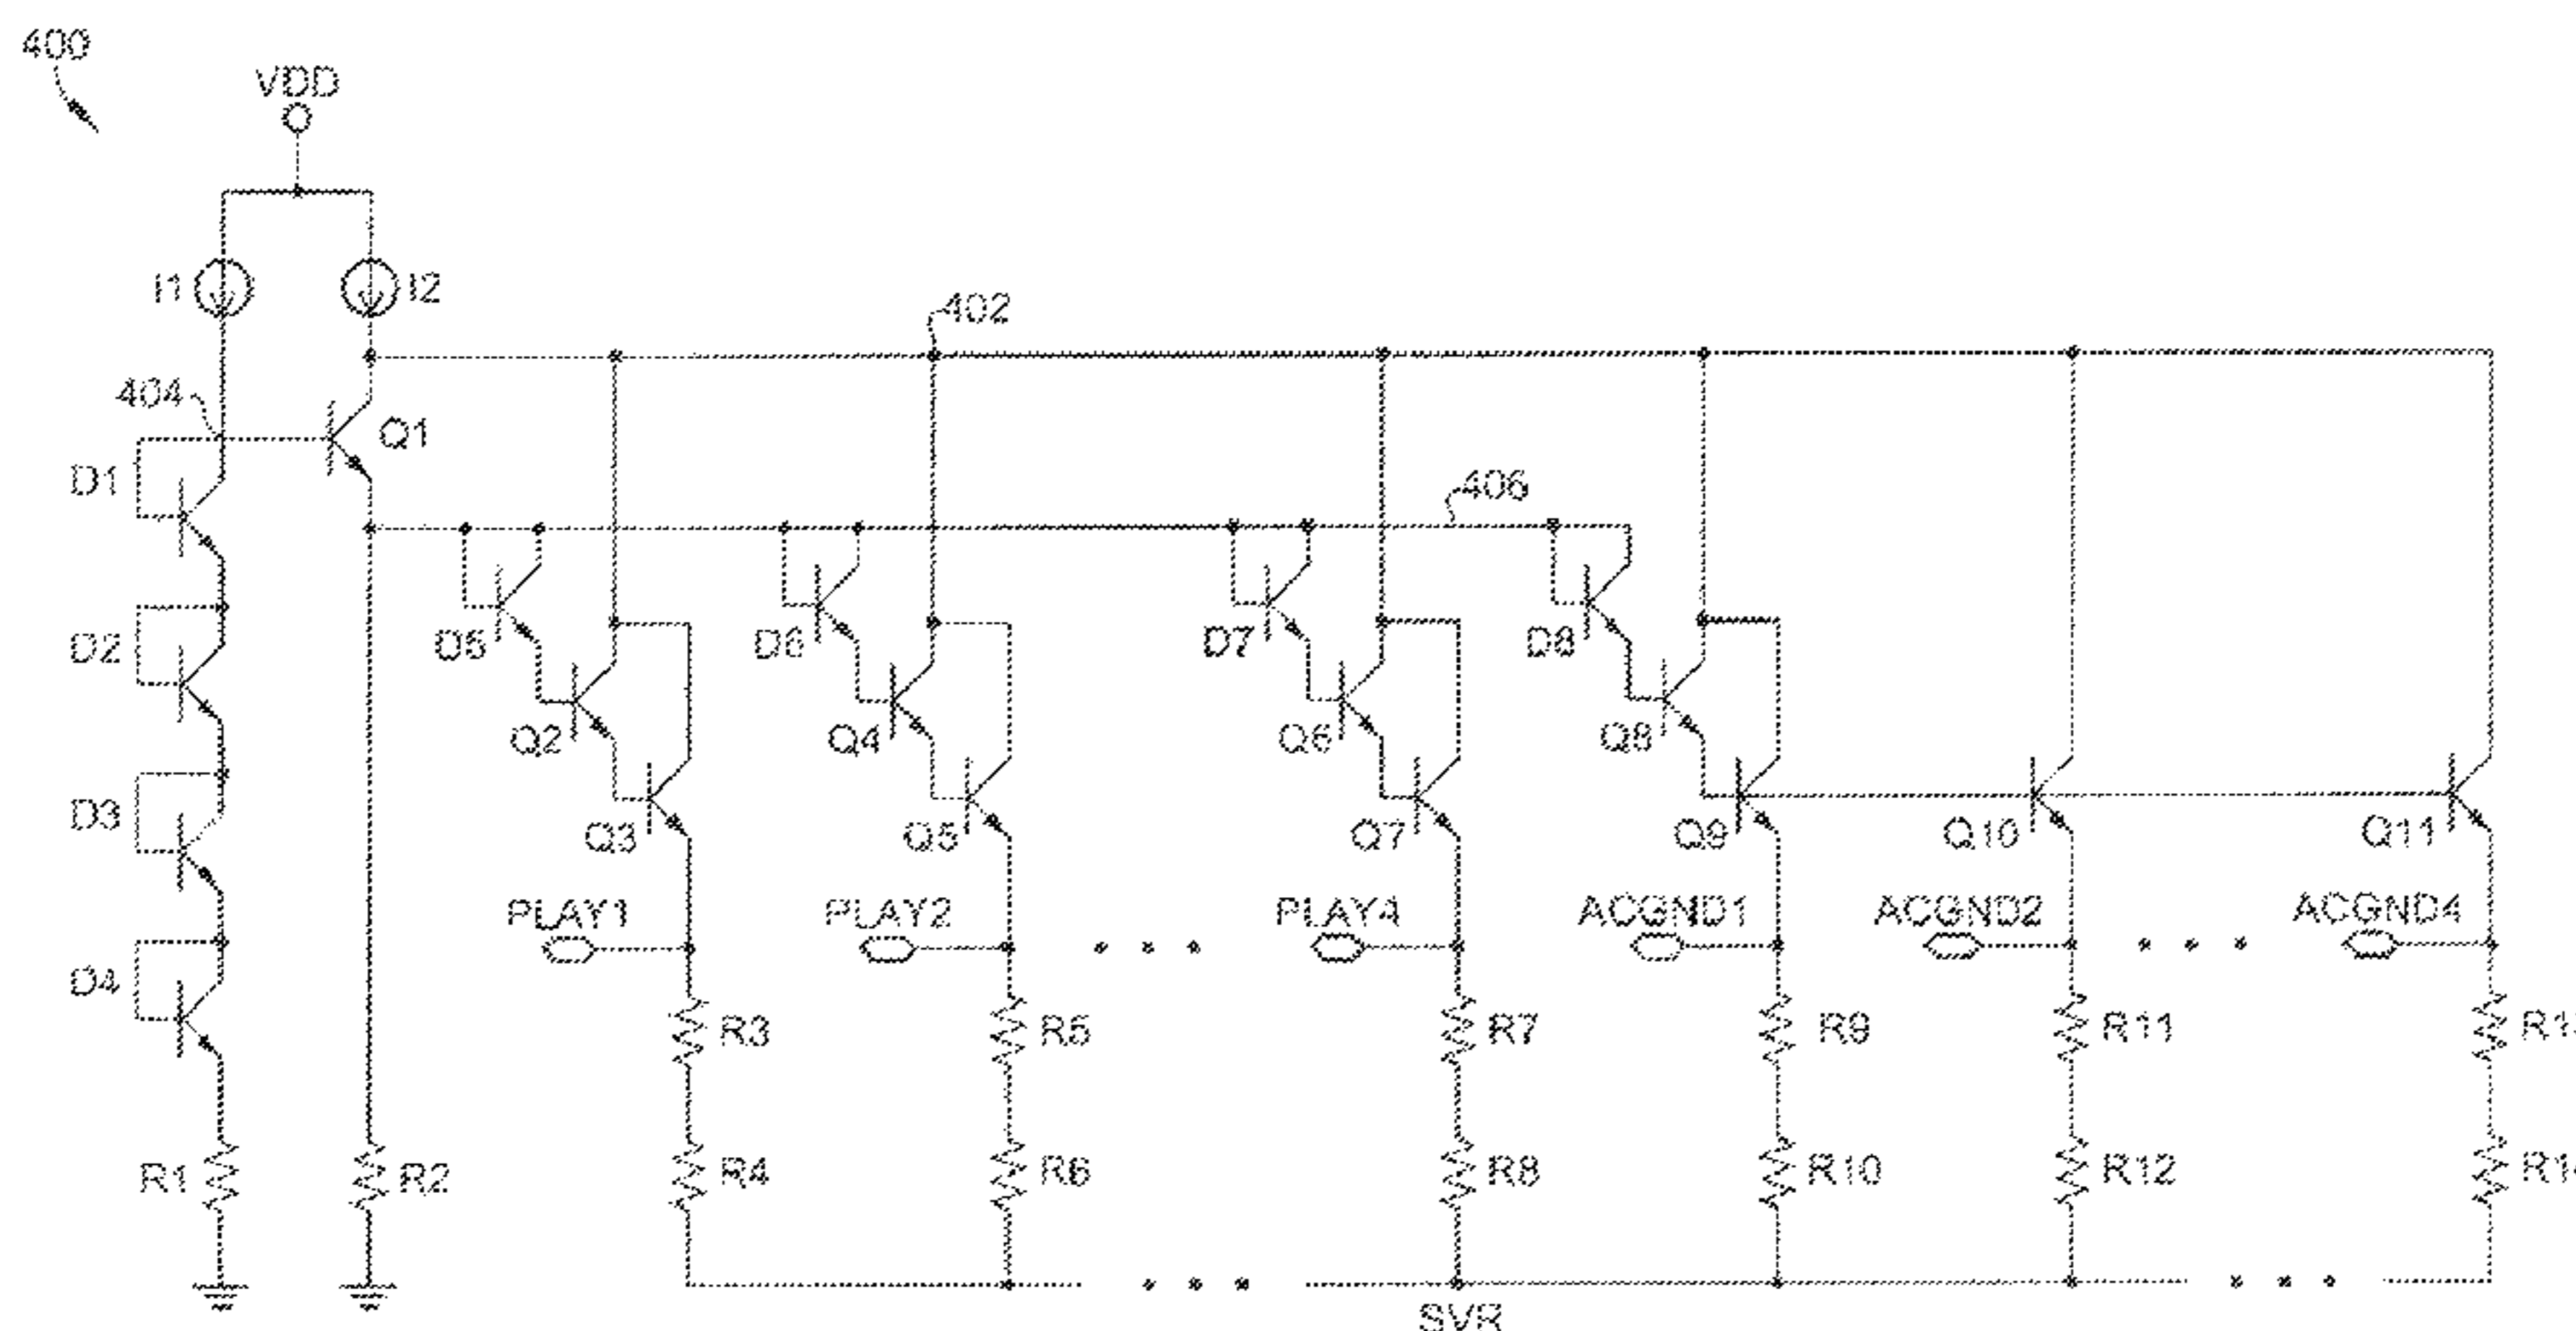 400
VDD
I1
I2
402
404
Q1
D1
406
D2
D5
D6
D7
D8
Q2
Q4
Q6
Q8
D3
Q3
Q5
Q7
Q9
Q10
Q11
PLAY1
PLAY2
PLAY4
ACGND1
ACGND2
ACGND4
D4
R3
R5
R7
R9
R11
R1
R2
R4
R6
R8
R10
R12
SVR